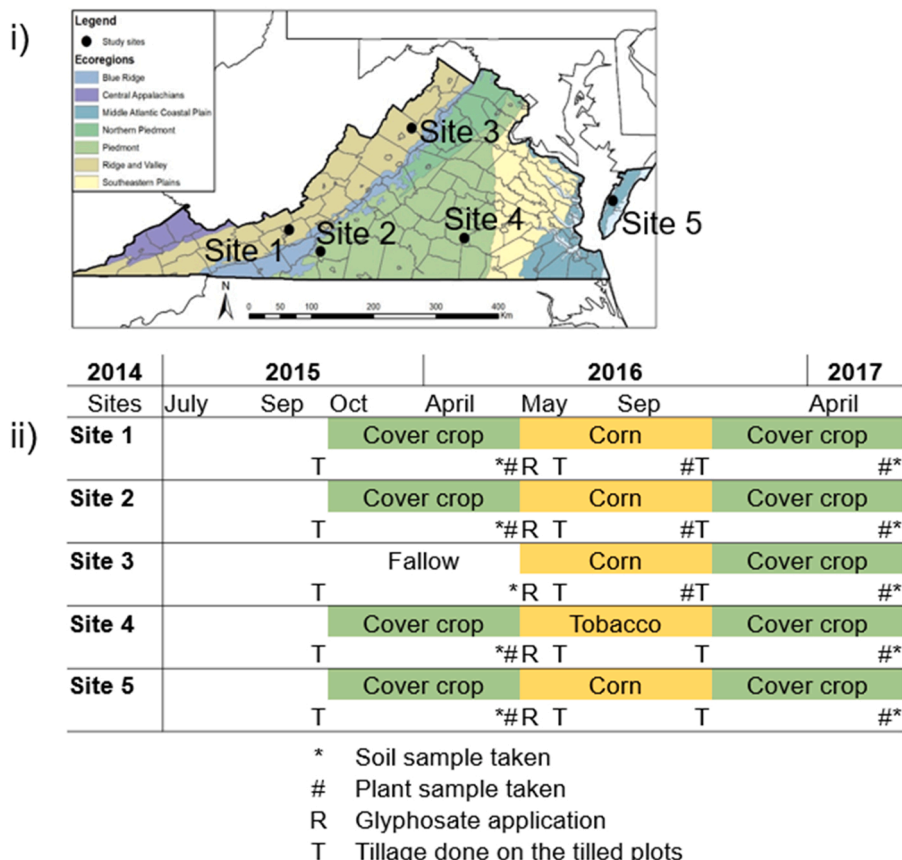 i)
Legend
Study sites
Ecoregions
Blue Ridge
Central Appalachians
Middle Atlantic Coastal Plain
Northern Piedmont
Piedmont
Ridge and Valley
Southeastern Plains
Site 3
Site 4
Site 5
Site 1 Site 2
N
0 50 100 200 300 400
Km
2014 2015 2016 2017
Sites July Sep Oct April May Sep April
ii)
Site 1 Cover crop Corn Cover crop
T *# R T #T #*
Site 2 Cover crop Corn Cover crop
T *# R T #T #*
Site 3 Fallow Corn Cover crop
T * R T #T #*
Site 4 Cover crop Tobacco Cover crop
T *# R T T #*
Site 5 Cover crop Corn Cover crop
T *# R T T #*
* Soil sample taken
# Plant sample taken
R Glyphosate application
T Tillage done on the tilled plots